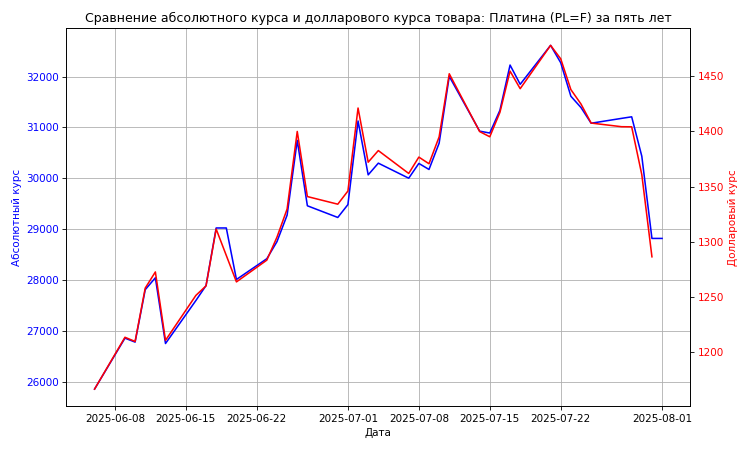 Сравнение абсолютного курса и долларового курса товара: Платина (PL=F) за пять лет
Абсолютный курс
32000
31000
30000
29000
28000
27000
26000
1450
1400
1350
1300
1250
1200
Долларовый курс
2025-06-08 2025-06-15 2025-06-22 2025-07-01 2025-07-08 2025-07-15 2025-07-22 2025-08-01
Дата